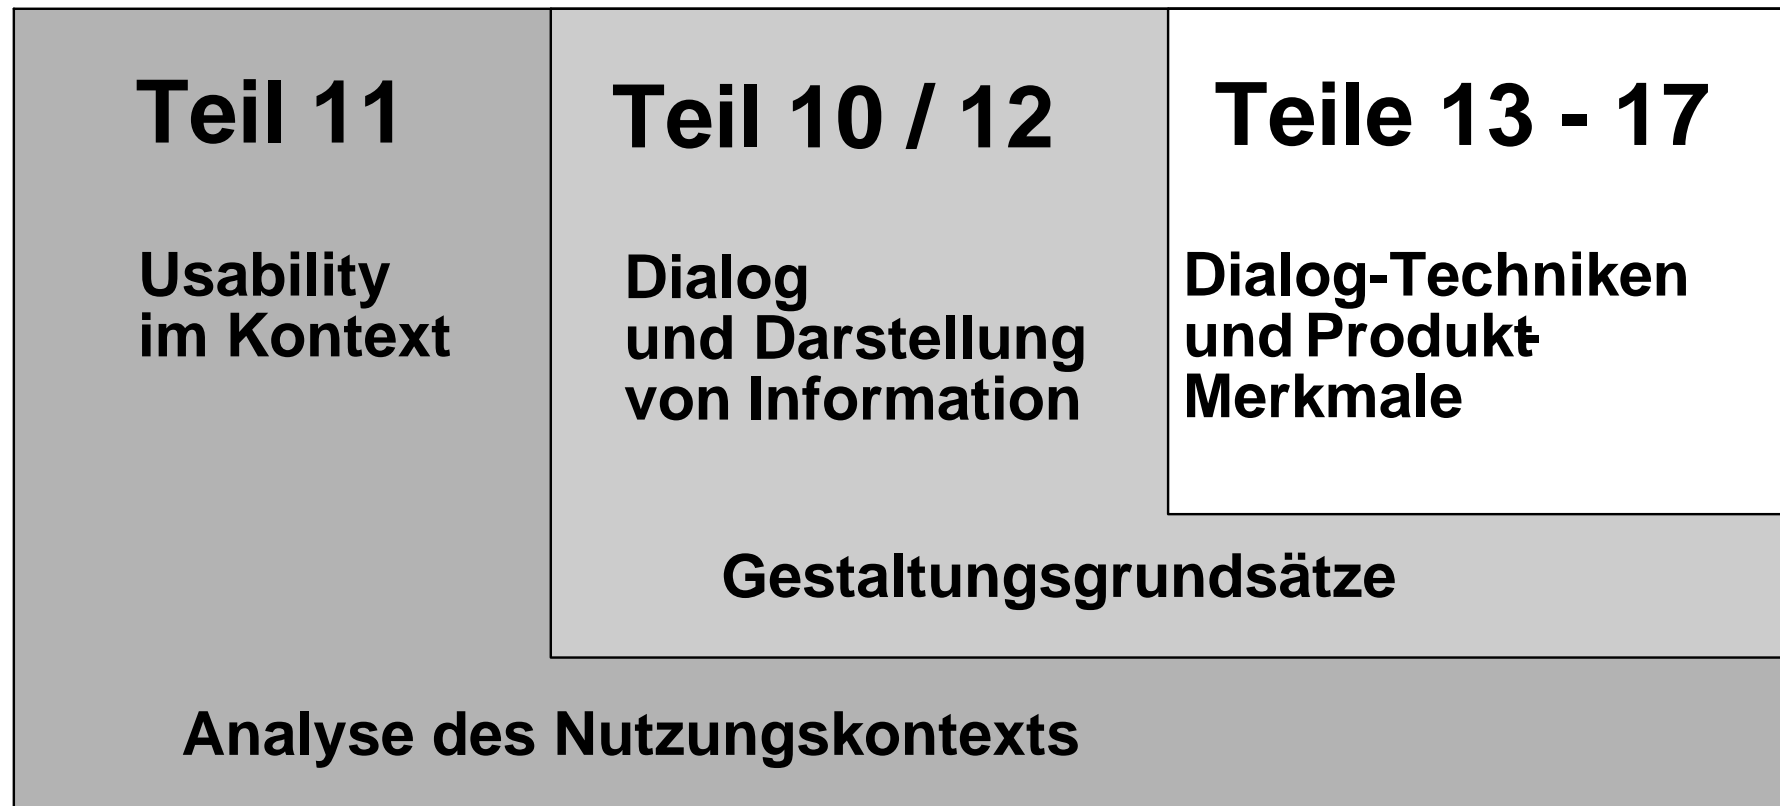 Teil 11
Usability
im Kontext
Teil 10 / 12
Dialog
und Darstellung
von Information
Teile 13 - 17
Dialog-Techniken
und Produkt-
Merkmale
Gestaltungsgrundsätze
Analyse des Nutzungskontexts